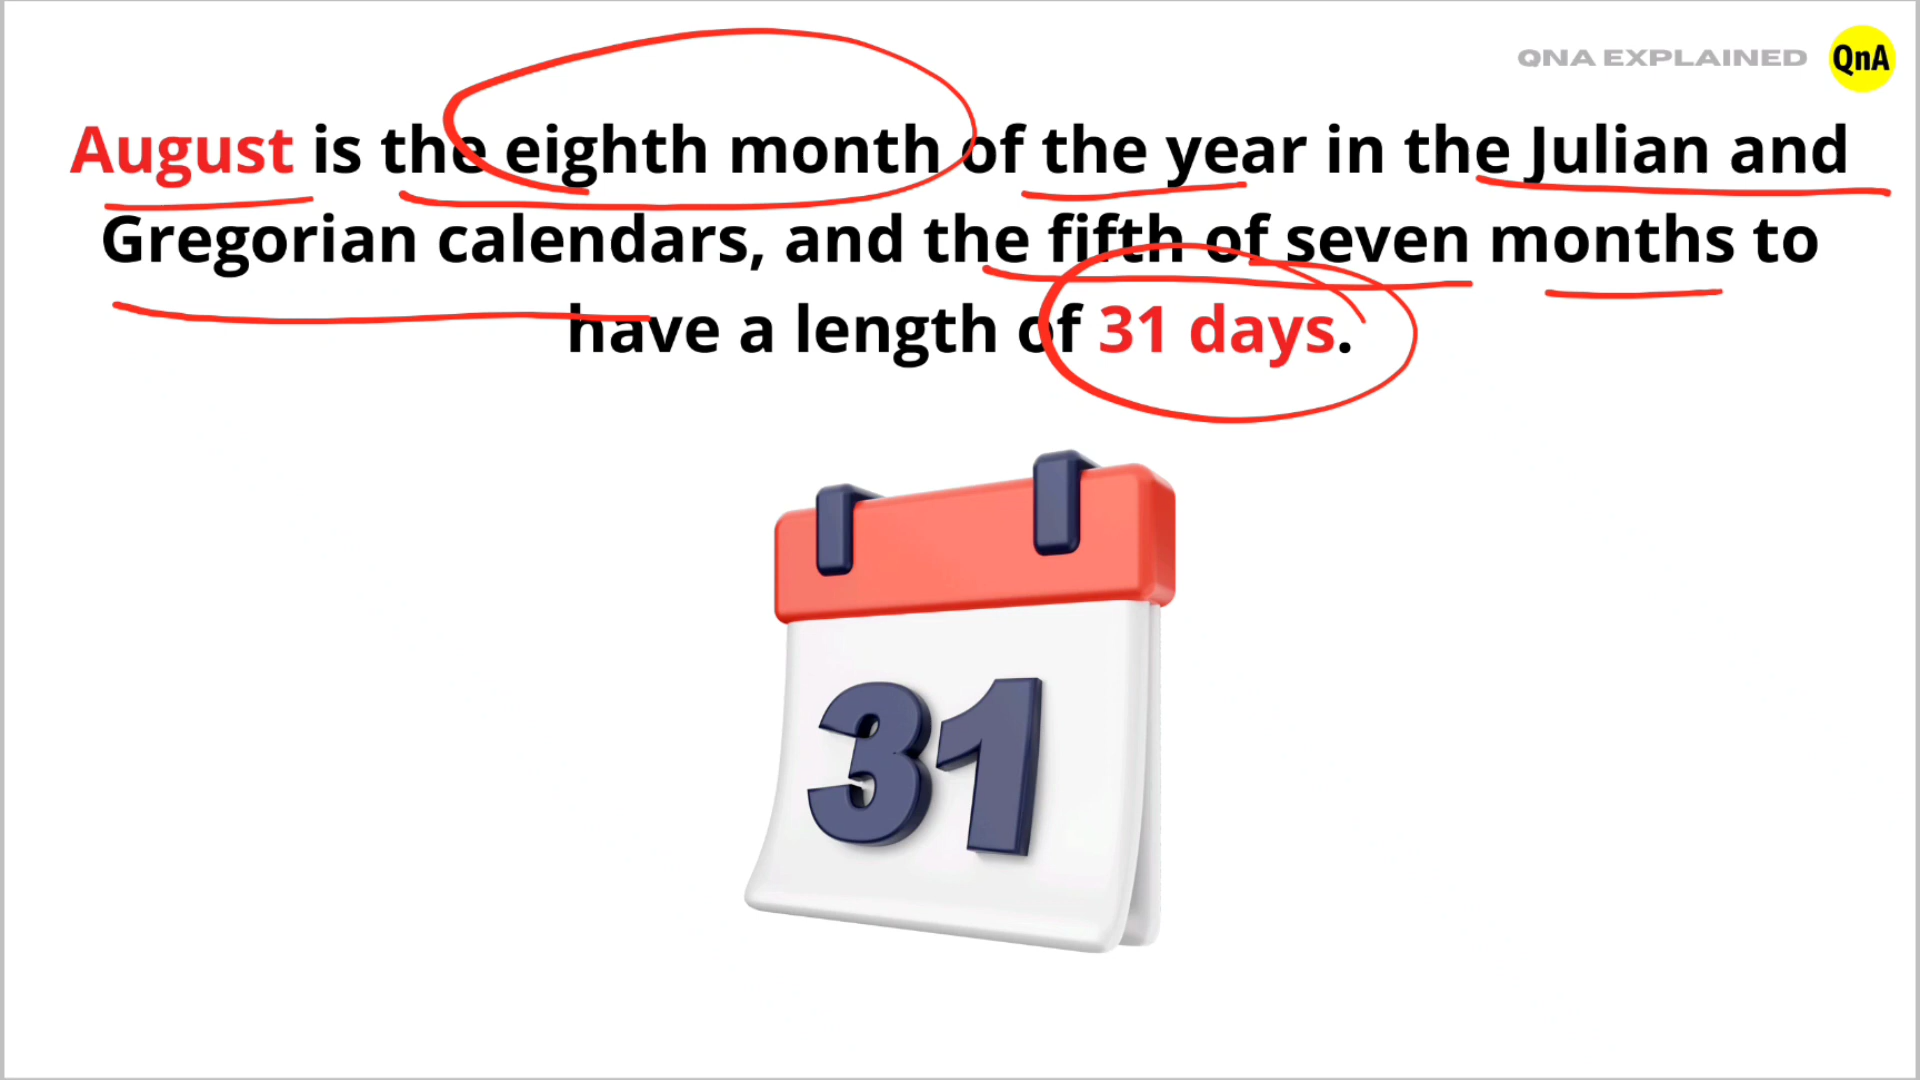 QNA EXPLAINED QnA
August is the eighth month of the year in the Julian and
Gregorian calendars, and the fifth of seven months to
have a length of 31 days.
31